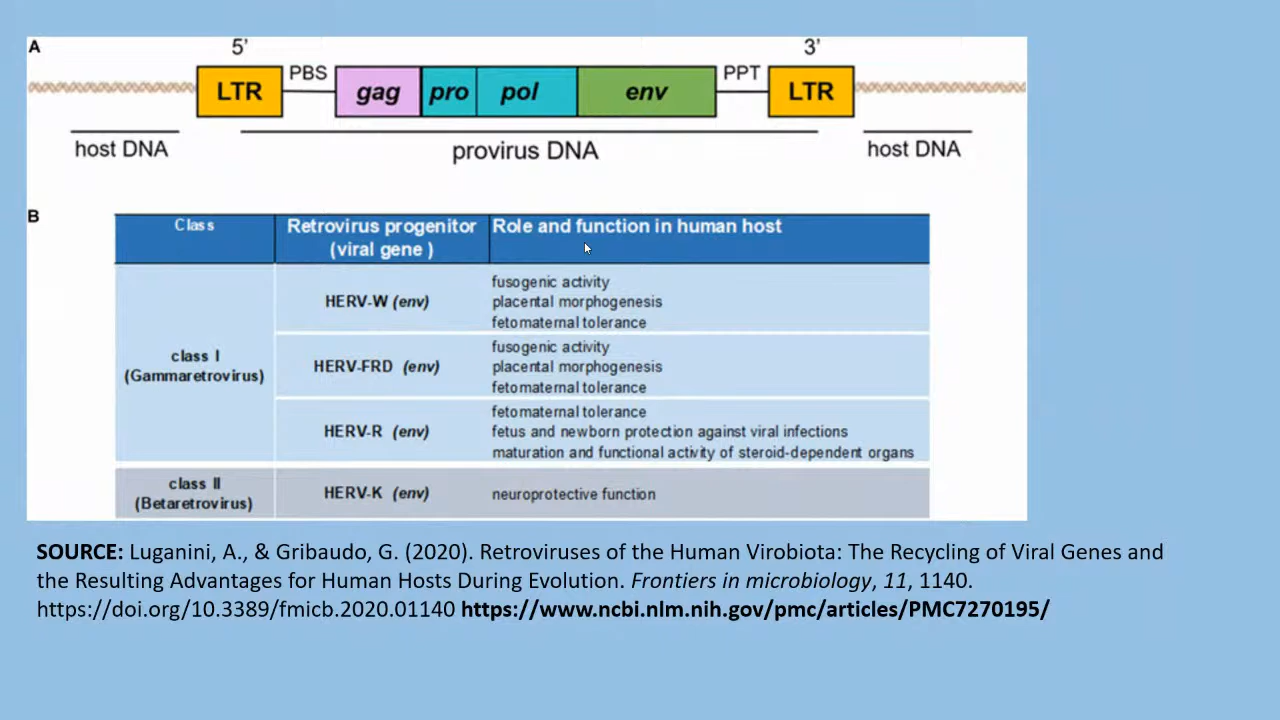 A
5’
3’
LTR
PBS
gag
pro
pol
env
PPT
LTR
host DNA
provirus DNA
host DNA
B
Class
Retrovirus progenitor
(viral gene )
Role and function in human host
class I
(Gammaretrovirus)
HERV-W (env)
fusogenic activity
placental morphogenesis
fetomaternal tolerance
HERV-FRD (env)
fusogenic activity
placental morphogenesis
fetomaternal tolerance
HERV-R (env)
fetomaternal tolerance
fetus and newborn protection against viral infections
maturation and functional activity of steroid-dependent organs
class II
(Betaretrovirus)
HERV-K (env)
neuroprotective function
SOURCE: Luganini, A., & Gribaudo, G. (2020). Retroviruses of the Human Virobiota: The Recycling of Viral Genes and
the Resulting Advantages for Human Hosts During Evolution. Frontiers in microbiology, 11, 1140.
https://doi.org/10.3389/fmicb.2020.01140 https://www.ncbi.nlm.nih.gov/pmc/articles/PMC7270195/